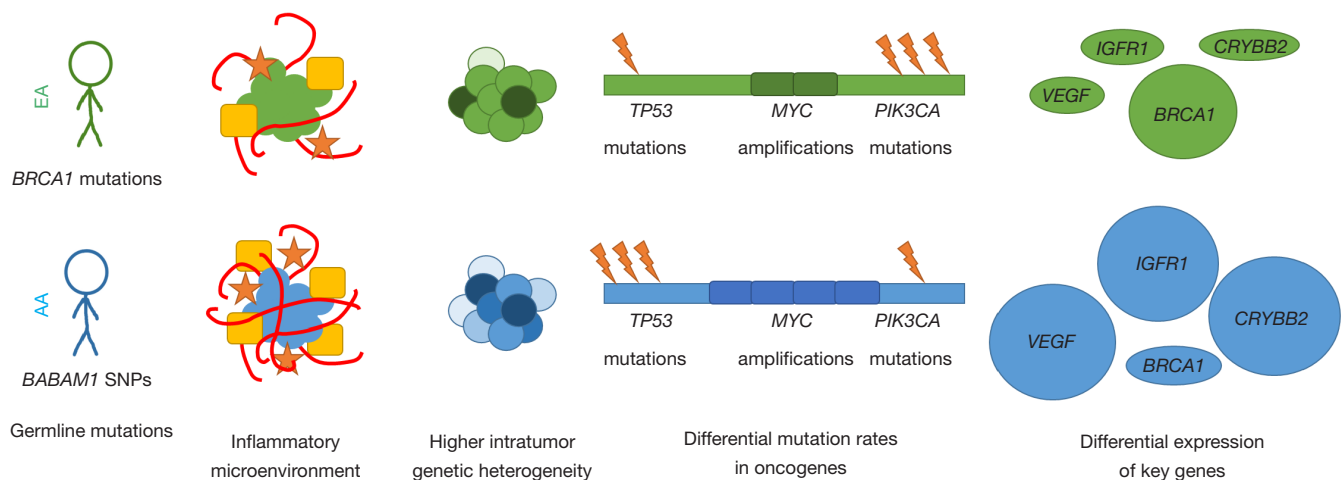 EA
BRCA1 mutations
TP53 MYC PIK3CA
mutations amplifications mutations
IGFR1
CRYBB2
VEGF
BRCA1
AA
BABAM1 SNPs
TP53 MYC PIK3CA
mutations amplifications mutations
IGFR1
CRYBB2
VEGF
BRCA1
Germline mutations
Inflammatory
microenvironment
Higher intratumor
genetic heterogeneity
Differential mutation rates
in oncogenes
Differential expression
of key genes